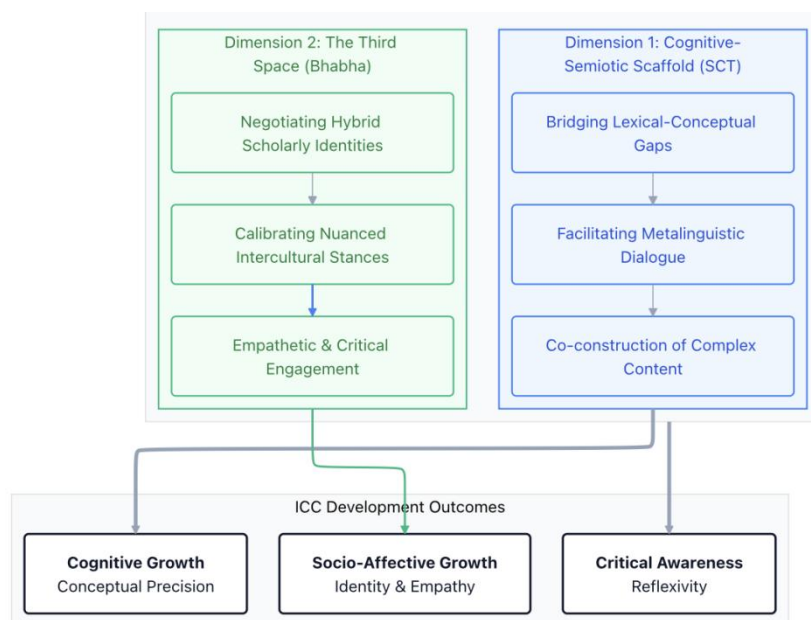 Dimension 2: The Third
Space (Bhabha)
Negotiating Hybrid
Scholarly Identities
Calibrating Nuanced
Intercultural Stances
Empathetic & Critical
Engagement
Dimension 1: Cognitive-
Semiotic Scaffold (SCT)
Bridging Lexical-Conceptual
Gaps
Facilitating Metalinguistic
Dialogue
Co-construction of Complex
Content
ICC Development Outcomes
Cognitive Growth
Conceptual Precision
Socio-Affective Growth
Identity & Empathy
Critical Awareness
Reflexivity